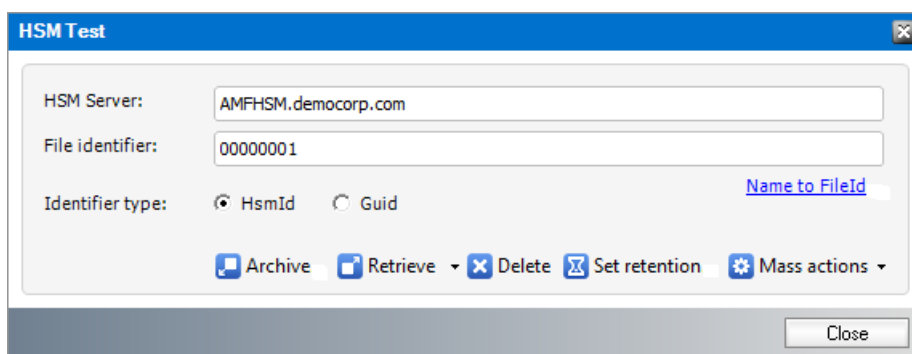 HSM Test
HSM Server: AMFHSM.democorp.com
File identifier: 00000001
Name to FileId
Identifier type: HsmId Guid
Archive Retrieve Delete Set retention Mass actions
Close